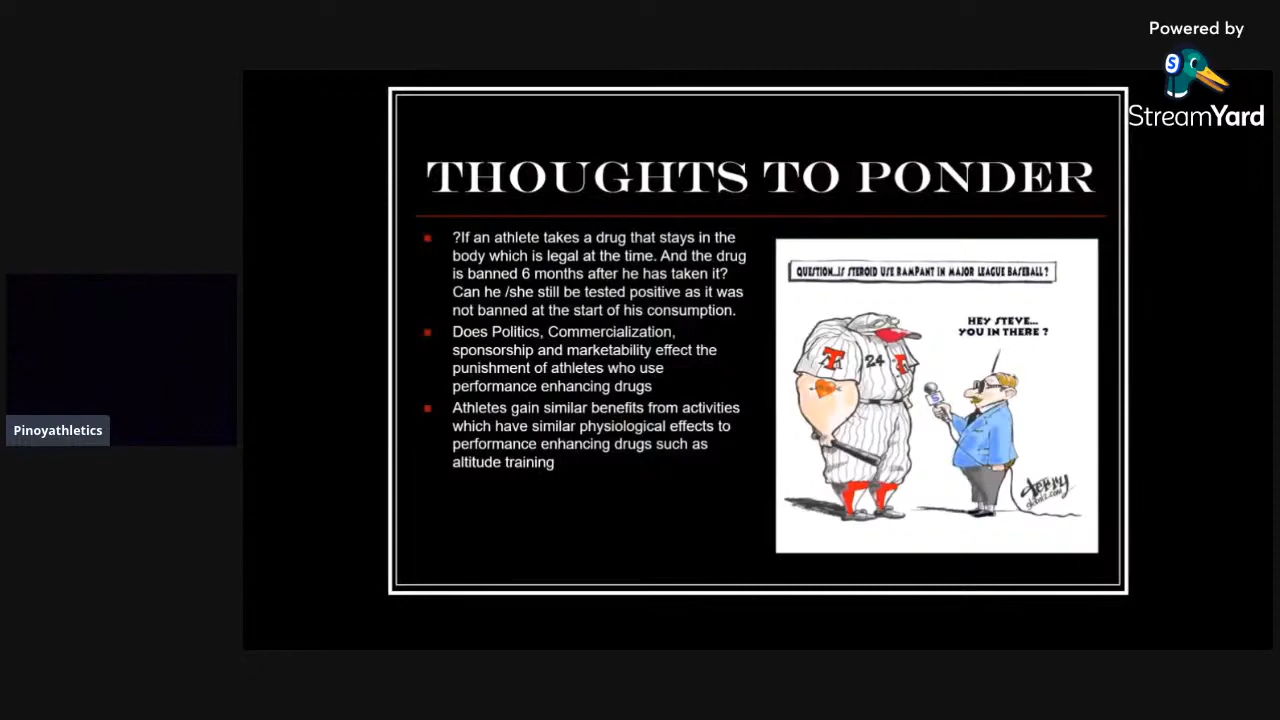 Powered by
StreamYard
THOUGHTS TO PONDER
?If an athlete takes a drug that stays in the
body which is legal at the time. And the drug
is banned 6 months after he has taken it?
Can he /she still be tested positive as it was
not banned at the start of his consumption.
Does Politics, Commercialization,
sponsorship and marketability effect the
punishment of athletes who use
performance enhancing drugs
Athletes gain similar benefits from activities
which have similar physiological effects to
performance enhancing drugs such as
altitude training
QUESTION...IS STEROID USE RAMPANT IN MAJOR LEAGUE BASEBALL?
HEY STEVE...
YOU IN THERE?
T
24
T
Pinoyathletics